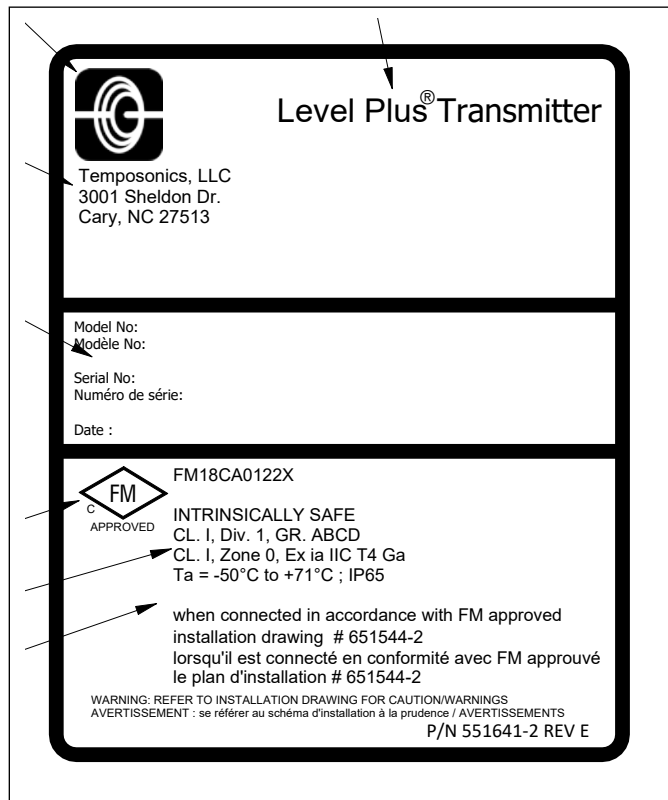 Level Plus® Transmitter
Temposonics, LLC
3001 Sheldon Dr.
Cary, NC 27513
Model No:
Modèle No:
Serial No:
Numéro de série:
Date :
FM
C
APPROVED
FM18CA0122X
INTRINSICALLY SAFE
CL. I, Div. 1, GR. ABCD
CL. I, Zone 0, Ex ia IIC T4 Ga
Ta = -50°C to +71°C ; IP65
when connected in accordance with FM approved
installation drawing # 651544-2
lorsqu'il est connecté en conformité avec FM approuvé
le plan d'installation # 651544-2
WARNING: REFER TO INSTALLATION DRAWING FOR CAUTION/WARNINGS
AVERTISSEMENT : se référer au schéma d'installation à la prudence / AVERTISSEMENTS
P/N 551641-2 REV E